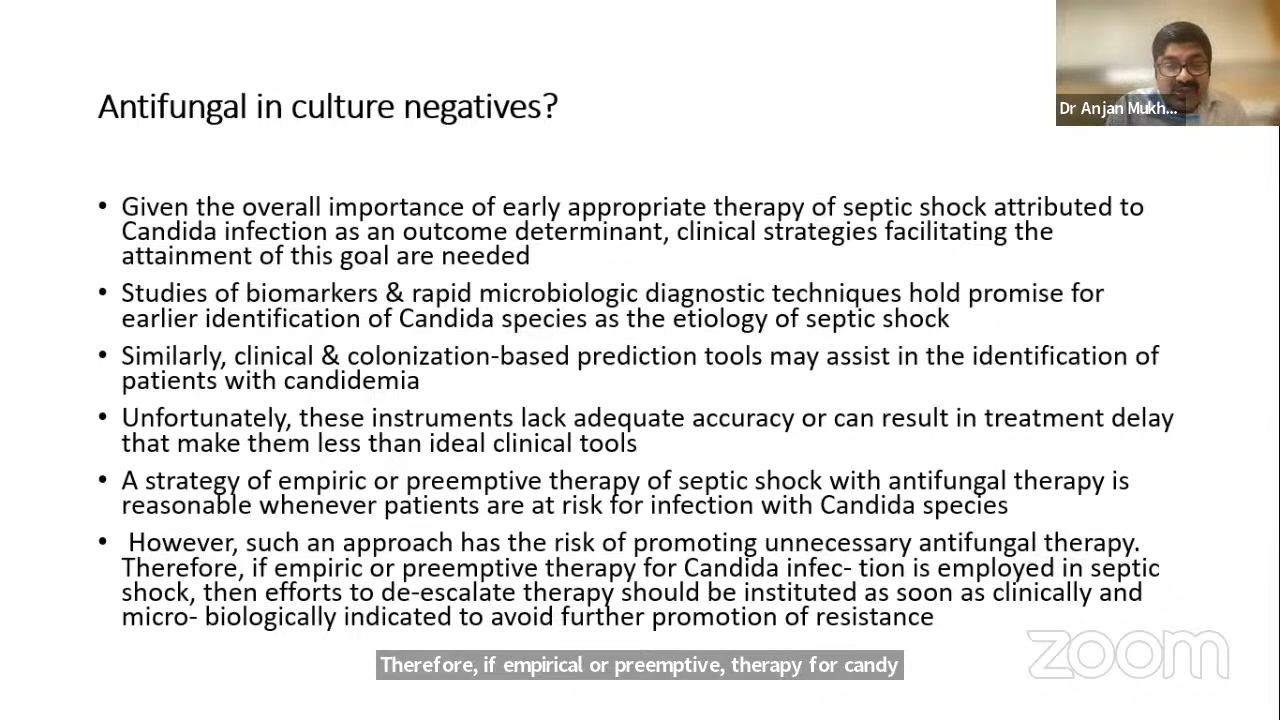 Antifungal in culture negatives?
Dr Anjan Mukh...
• Given the overall importance of early appropriate therapy of septic shock attributed to
Candida infection as an outcome determinant, clinical strategies facilitating the
attainment of this goal are needed
• Studies of biomarkers & rapid microbiologic diagnostic techniques hold promise for
earlier identification of Candida species as the etiology of septic shock
• Similarly, clinical & colonization-based prediction tools may assist in the identification of
patients with candidemia
• Unfortunately, these instruments lack adequate accuracy or can result in treatment delay
that make them less than ideal clinical tools
• A strategy of empiric or preemptive therapy of septic shock with antifungal therapy is
reasonable whenever patients are at risk for infection with Candida species
• However, such an approach has the risk of promoting unnecessary antifungal therapy.
Therefore, if empiric or preemptive therapy for Candida infec- tion is employed in septic
shock, then efforts to de-escalate therapy should be instituted as soon as clinically and
micro- biologically indicated to avoid further promotion of resistance
zoom
Therefore, if empirical or preemptive, therapy for candy